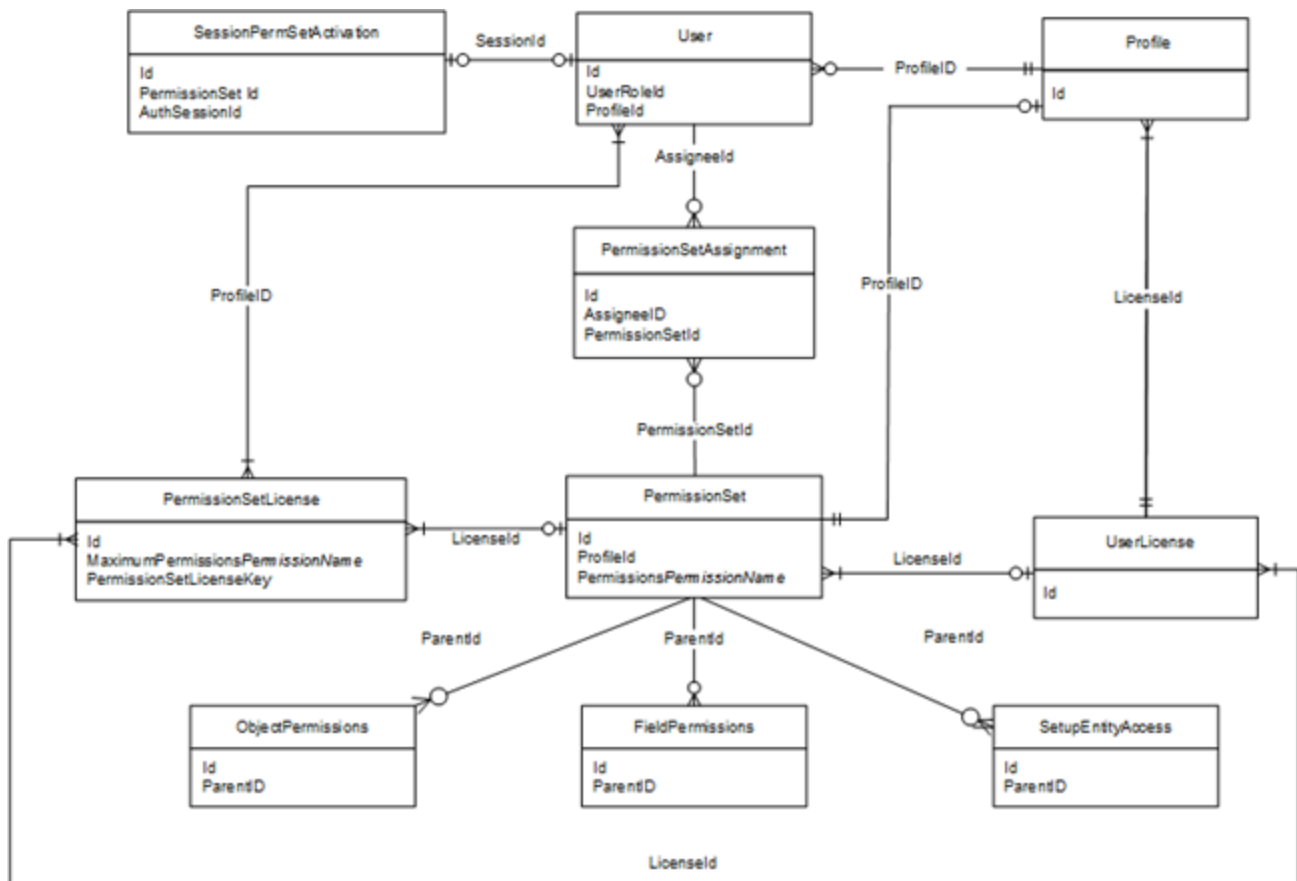 SessionPermSetActivation
Id
PermissionSet Id
AuthSessionId
SessionId
User
Id
UserRoleId
ProfileId
ProfileID
Profile
Id
AssigneeId
PermissionSetAssignment
Id
AssigneeID
PermissionSetId
ProfileID
ProfileID
LicenseId
PermissionSetId
PermissionSetLicense
Id
MaximumPermissionsPermissionName
PermissionSetLicenseKey
LicenseId
PermissionSet
Id
ProfileId
PermissionsPermissionName
LicenseId
UserLicense
Id
ParentId
ParentId
ParentId
ObjectPermissions
Id
ParentID
FieldPermissions
Id
ParentID
SetupEntityAccess
Id
ParentID
LicenseId